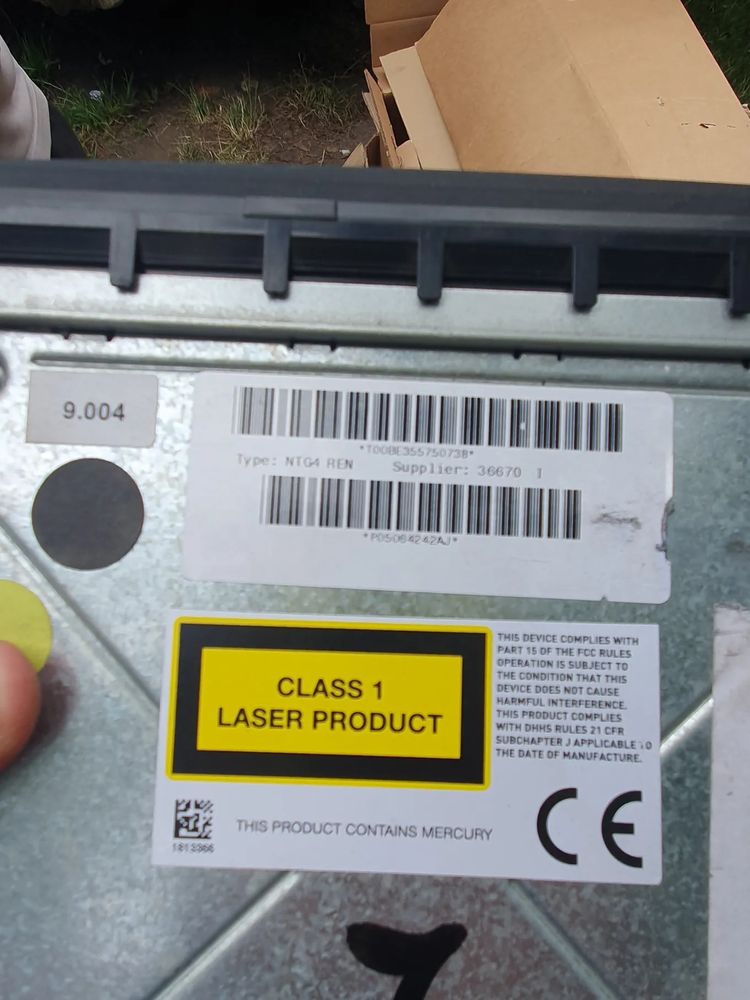 9.004
*T00BE35575073B*
Type: NTG4 REN Supplier: 36670 I
*P05064242AJ*
CLASS 1
LASER PRODUCT
THIS DEVICE COMPLIES WITH
PART 15 OF THE FCC RULES
OPERATION IS SUBJECT TO
THE CONDITION THAT THIS
DEVICE DOES NOT CAUSE
HARMFUL INTERFERENCE.
THIS PRODUCT COMPLIES
WITH DHHS RULES 21 CFR
SUBCHAPTER J APPLICABLE TO
THE DATE OF MANUFACTURE.
1813366
THIS PRODUCT CONTAINS MERCURY
CE